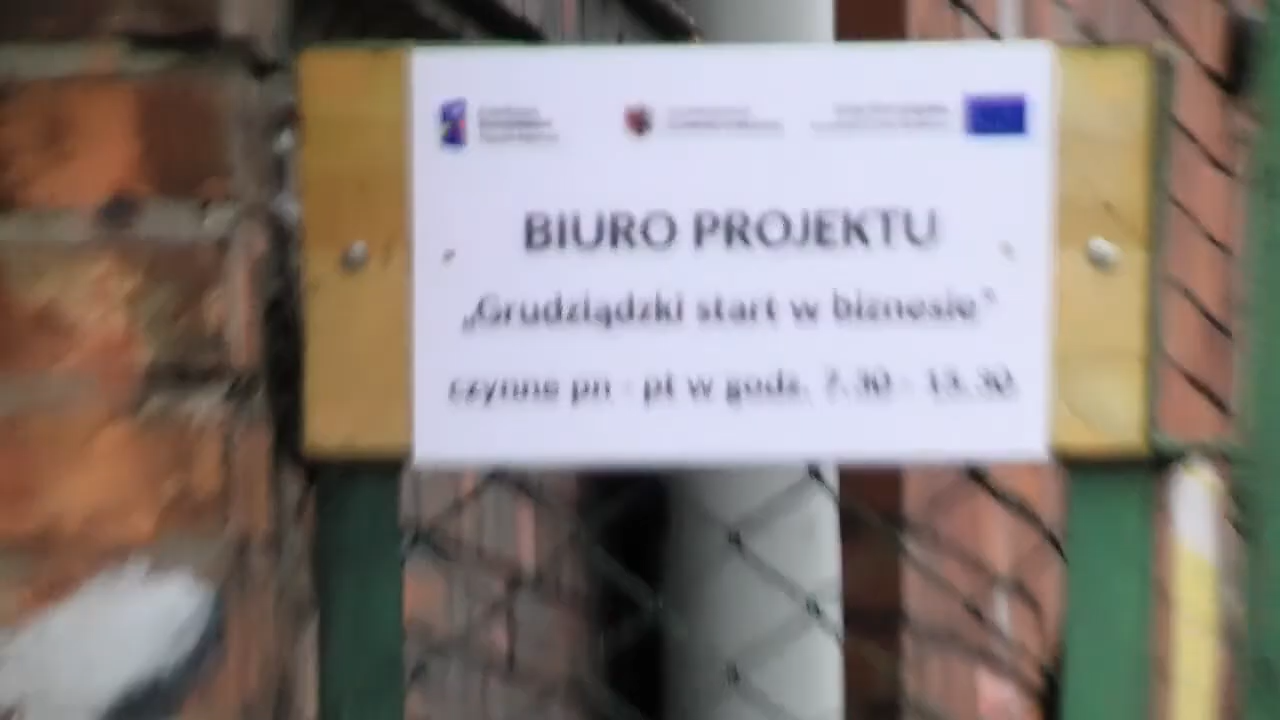 BIURO PROJEKTU
„Grudziądzki start w biznesie”
czynne pn - pt w godz. 7.30 - 15.30